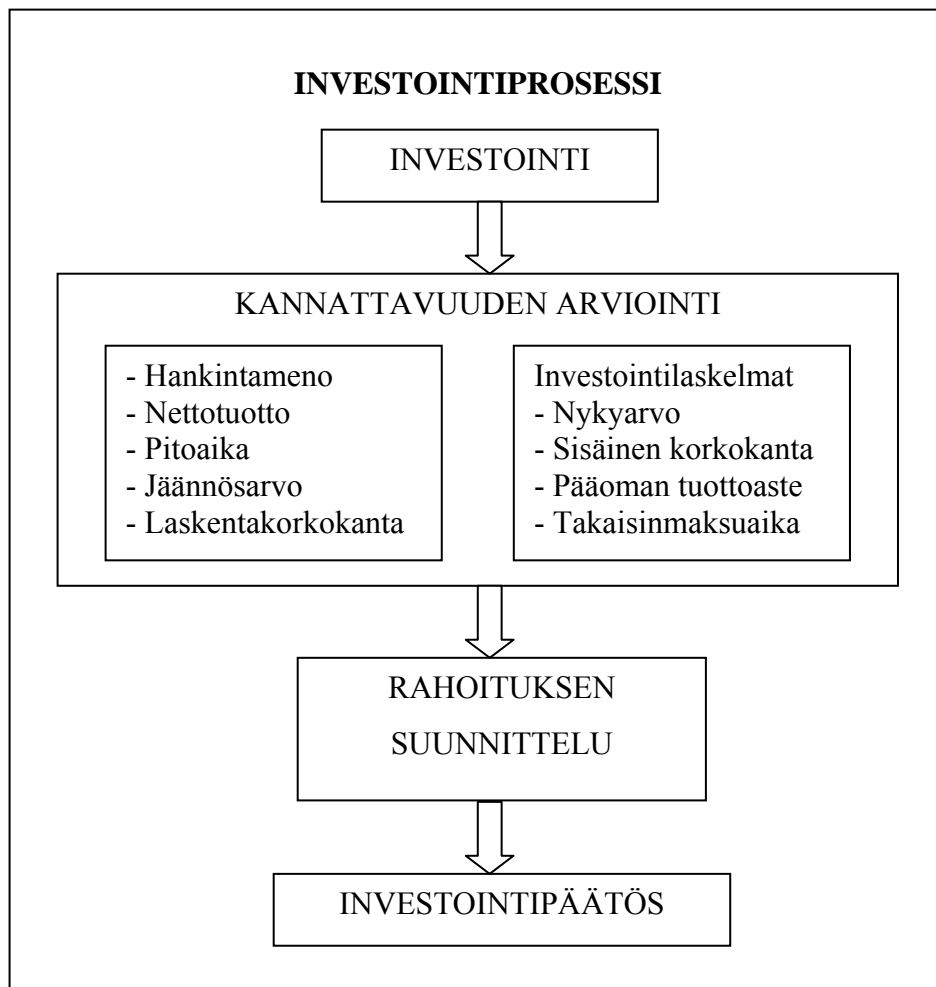 INVESTOINTIPROSESSI
INVESTOINTI
KANNATTAVUUDEN ARVIOINTI
- Hankintameno
- Nettotuotto
- Pitoaika
- Jäännösarvo
- Laskentakorkokanta
Investointilaskelmat
- Nykyarvo
- Sisäinen korkokanta
- Pääoman tuottoaste
- Takaisinmaksuaika
RAHOITUKSEN
SUUNNITTELU
INVESTOINTIPÄÄTÖS